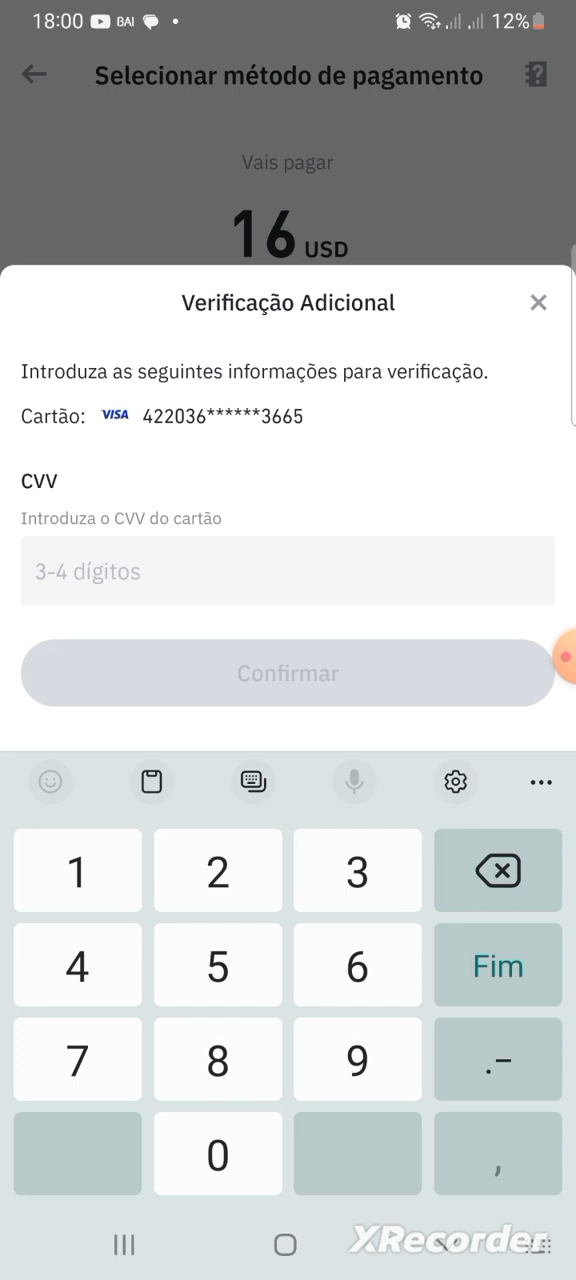 18:00 BAI 12%
Selecionar método de pagamento
Vais pagar
16 USD
Verificação Adicional
Introduza as seguintes informações para verificação.
Cartão: VISA 422036******3665
CVV
Introduza o CVV do cartão
3-4 dígitos
Confirmar
1 2 3
4 5 6 Fim
7 8 9 .-
0 ,
XRecorder